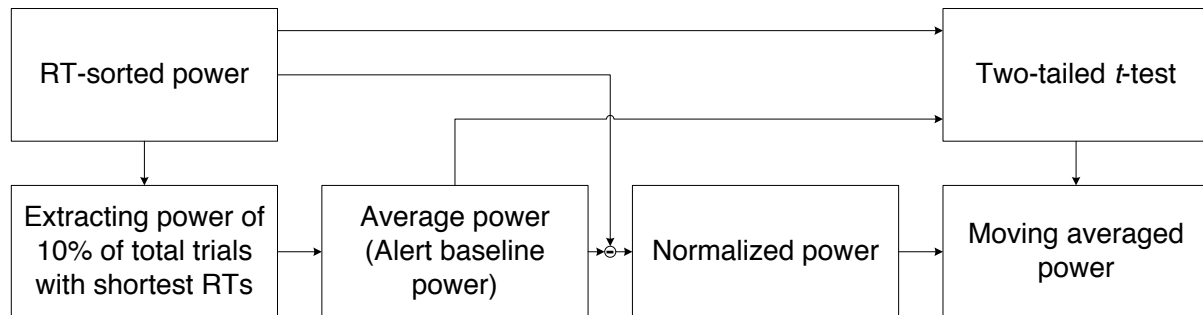 RT-sorted power
Two-tailed t-test
Extracting power of
10% of total trials
with shortest RTs
Average power
(Alert baseline
power)
Normalized power
Moving averaged
power